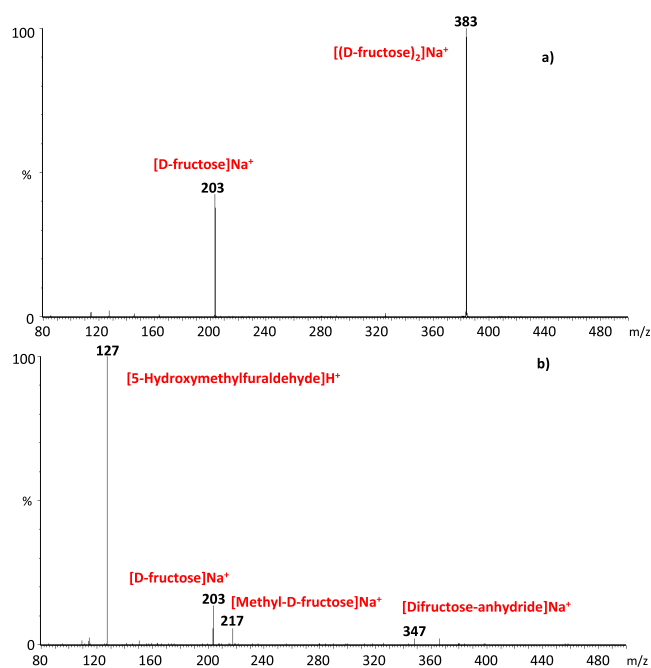 100
383
[(D-fructose)₂]Na⁺
a)
[D-fructose]Na⁺
%
203
0
80 120 160 200 240 280 320 360 400 440 480 m/z
100
127
b)
[5-Hydroxymethylfuraldehyde]H⁺
%
[D-fructose]Na⁺
203 [Methyl-D-fructose]Na⁺ [Difructose-anhydride]Na⁺
217
347
0
80 120 160 200 240 280 320 360 400 440 480 m/z